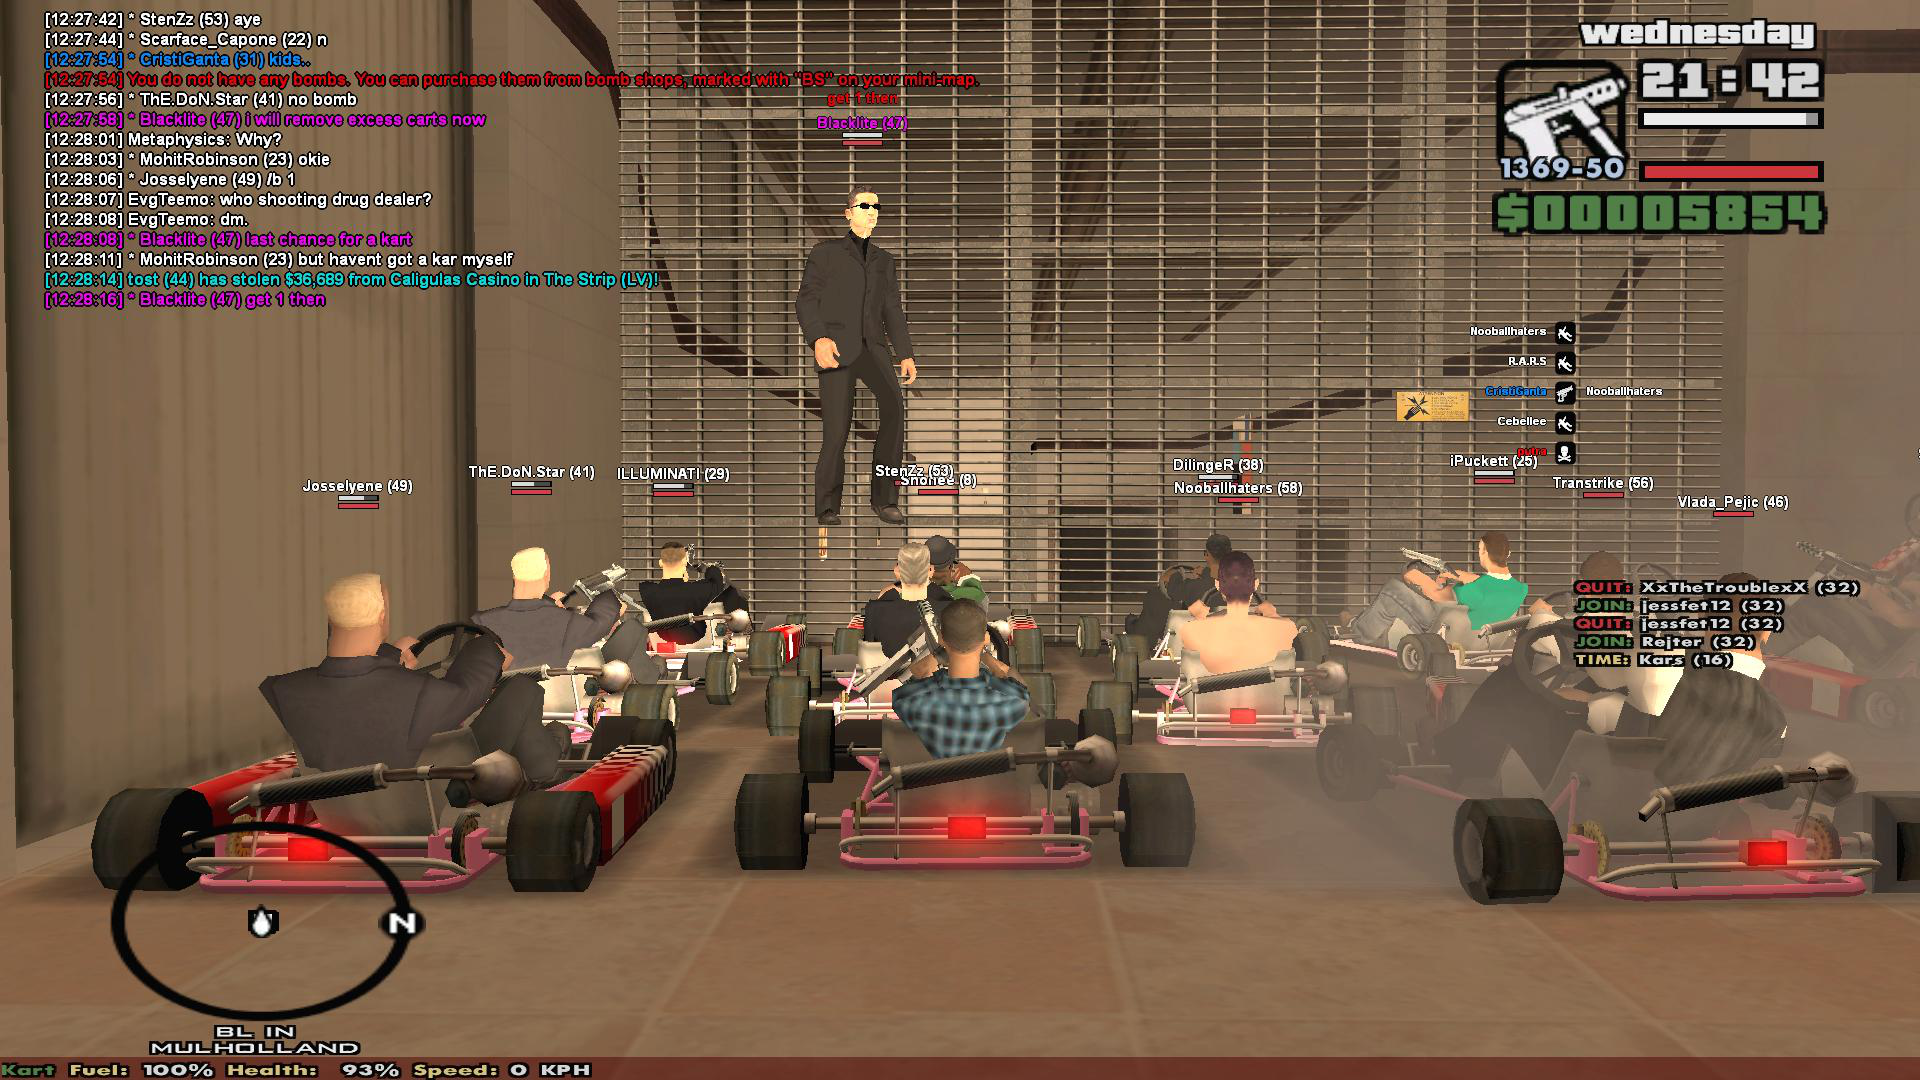 [12:27:42] * StenZz (53) aye
[12:27:44] * Scarface_Capone (22) n
[12:27:54] * CristiGanta (31) kids..
[12:27:54] You do not have any bombs. You can purchase them from bomb shops, marked with "BS" on your mini-map.
[12:27:56] * ThE.DoN.Star (41) no bomb
[12:27:58] * Blacklite (47) i will remove excess carts now
[12:28:01] Metaphysics: Why?
[12:28:03] * MohitRobinson (23) okie
[12:28:06] * Josselyene (49) /b 1
[12:28:07] EvgTeemo: who shooting drug dealer?
[12:28:08] EvgTeemo: dm.
[12:28:08] * Blacklite (47) last chance for a kart
[12:28:11] * MohitRobinson (23) but havent got a kar myself
[12:28:14] tost (44) has stolen $36,689 from Caligulas Casino in The Strip (LV)!
[12:28:16] * Blacklite (47) get 1 then
get 1 then
Blacklite (47)
wednesday
21:42
1369-50
$00005854
Nooballhaters
R.A.R.S
CristiGanta Nooballhaters
Cebellee
putra
Josselyene (49)
ThE.DoN.Star (41)
ILLUMINATI (29)
StenZz (53)
(8)
DilingeR (38)
Nooballhaters (58)
iPuckett (25)
Transtrike (56)
Vlada_Pejic (46)
QUIT: XxTheTroublexX (32)
JOIN: jessfet12 (32)
QUIT: jessfet12 (32)
JOIN: Rejter (32)
TIME: Kars (16)
N
BL IN
MULHOLLAND
Kart Fuel: 100% Health: 93% Speed: 0 KPH